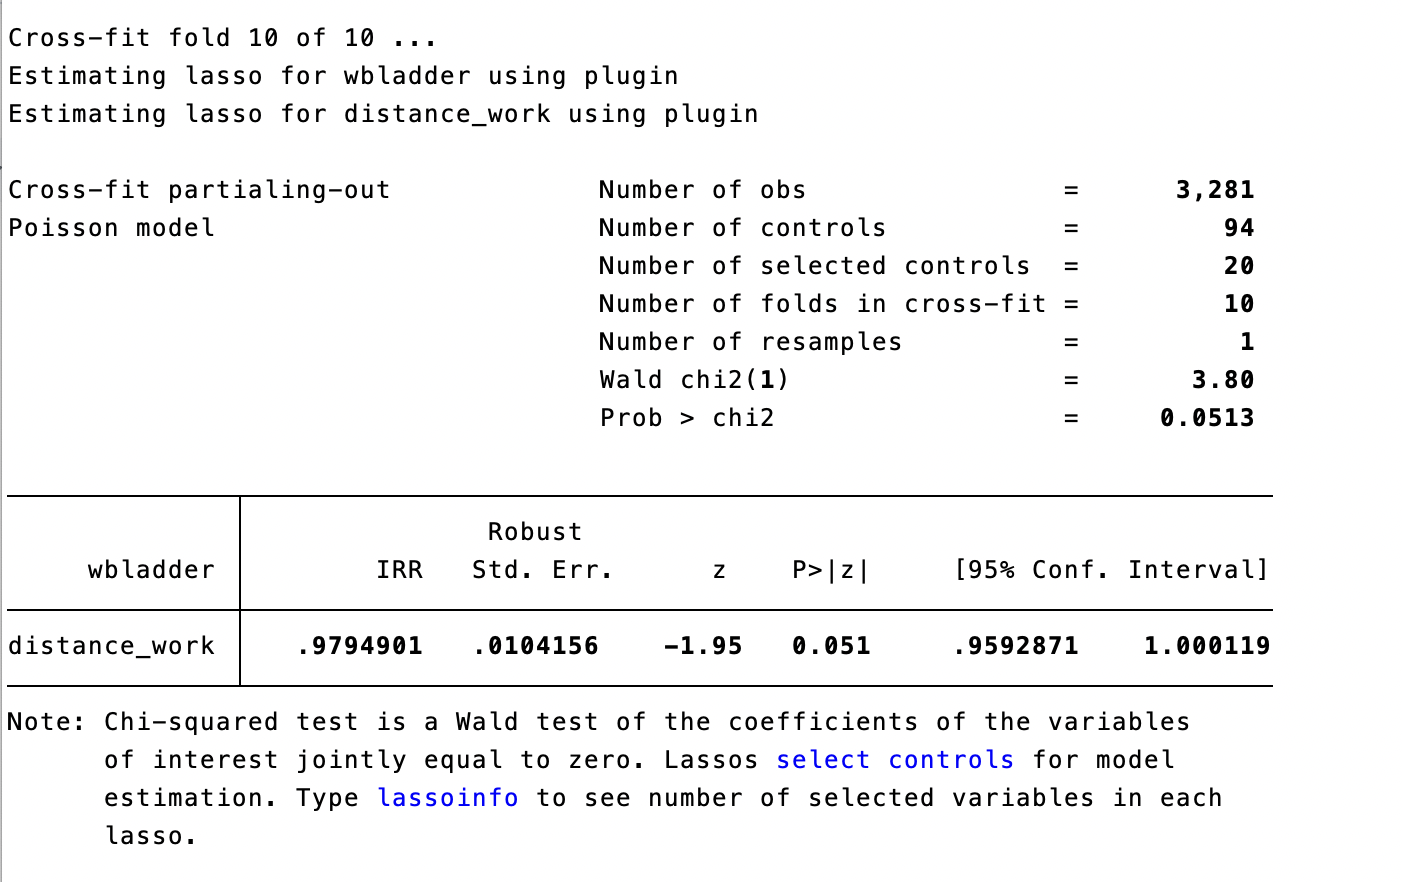 Cross-fit fold 10 of 10 ...
Estimating lasso for wbladder using plugin
Estimating lasso for distance_work using plugin
Cross-fit partialing-out Number of obs = 3,281
Poisson model Number of controls = 94
Number of selected controls = 20
Number of folds in cross-fit = 10
Number of resamples = 1
Wald chi2(1) = 3.80
Prob > chi2 = 0.0513
Robust
wbladder IRR Std. Err. z P>|z| [95% Conf. Interval]
distance_work .9794901 .0104156 -1.95 0.051 .9592871 1.000119
Note: Chi-squared test is a Wald test of the coefficients of the variables
of interest jointly equal to zero. Lassos select controls for model
estimation. Type lassoinfo to see number of selected variables in each
lasso.